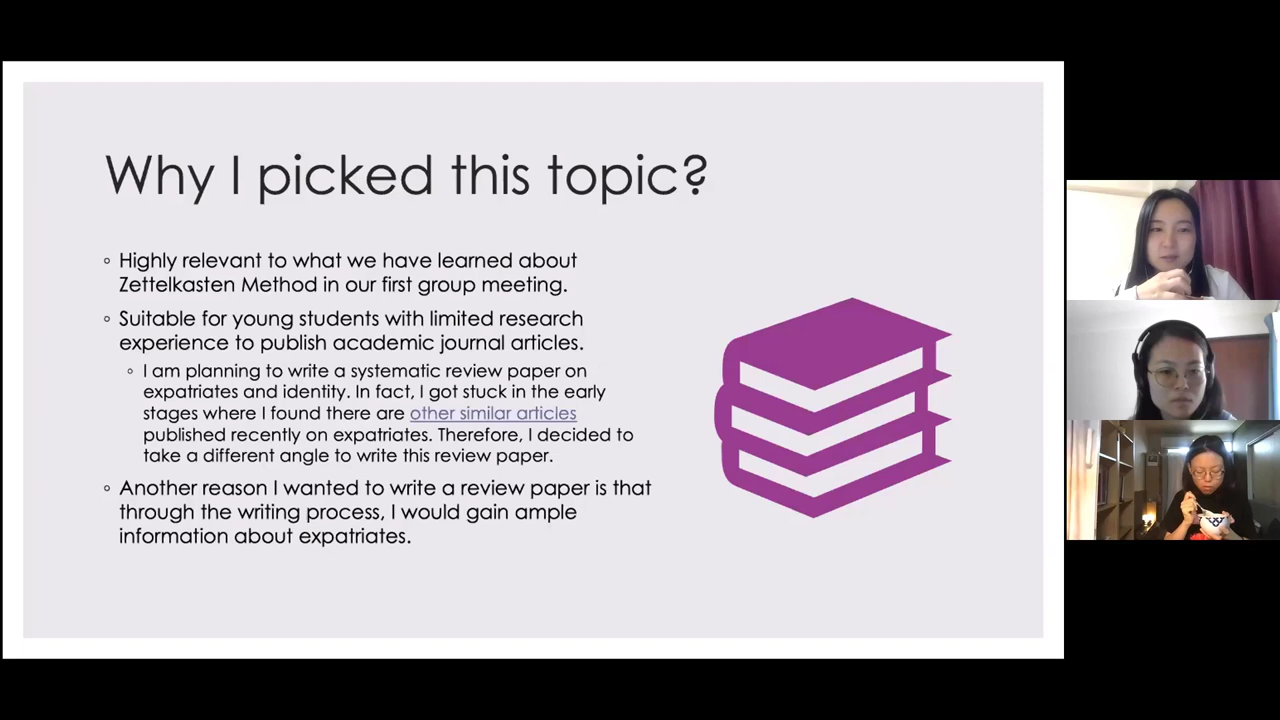 Why I picked this topic?
◦ Highly relevant to what we have learned about
Zettelkasten Method in our first group meeting.
◦ Suitable for young students with limited research
experience to publish academic journal articles.
◦ I am planning to write a systematic review paper on
expatriates and identity. In fact, I got stuck in the early
stages where I found there are other similar articles
published recently on expatriates. Therefore, I decided to
take a different angle to write this review paper.
◦ Another reason I wanted to write a review paper is that
through the writing process, I would gain ample
information about expatriates.